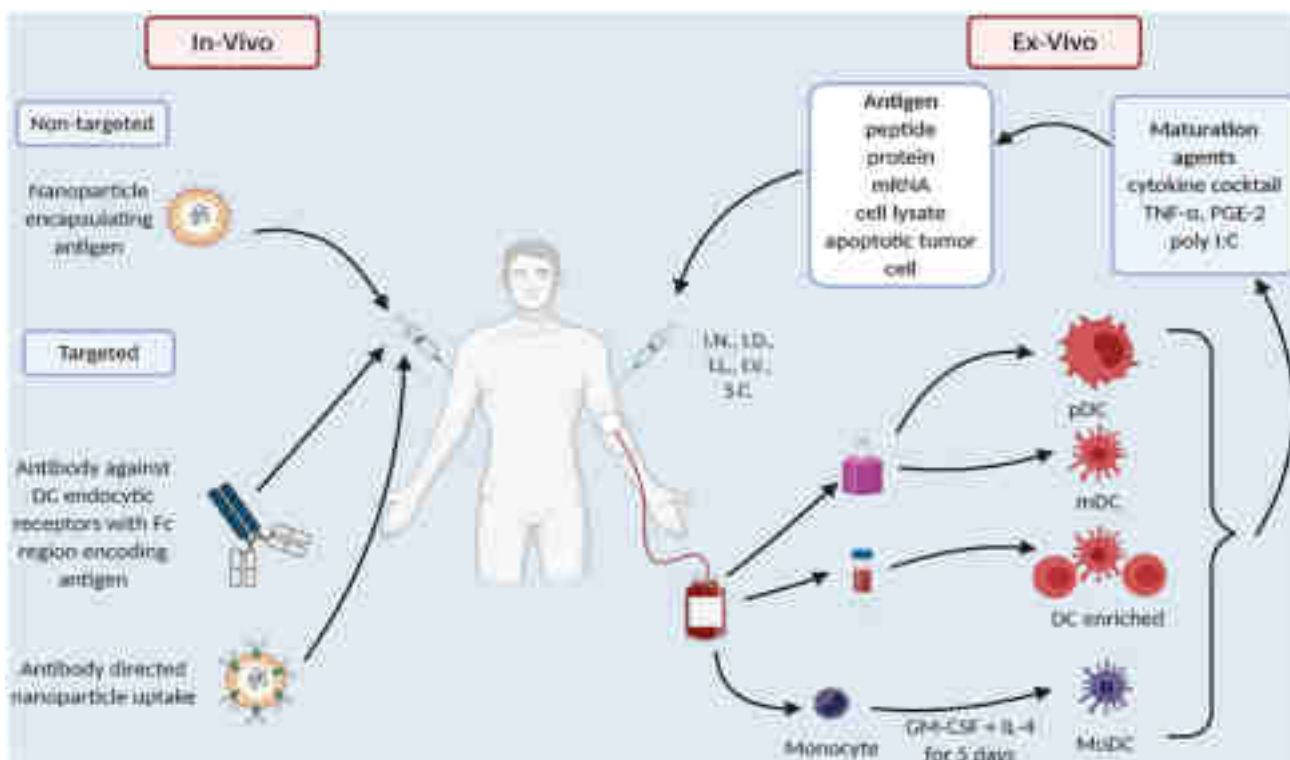 In-Vivo
Ex-Vivo
Non-targeted
Nanoparticle
encapsulating
antigen
Targeted
Antibody against
DC endocytic
receptors with Fc
region encoding
antigen
Antibody directed
nanoparticle uptake
I.N., I.D.,
I.L., I.V.,
S.C.
Antigen
peptide
protein
mRNA
cell lysate
apoptotic tumor
cell
Maturation
agents
cytokine cocktail
TNF-α, PGE-2
poly I:C
pDC
mDC
DC enriched
Monocyte
GM-CSF + IL-4
for 5 days
MoDC